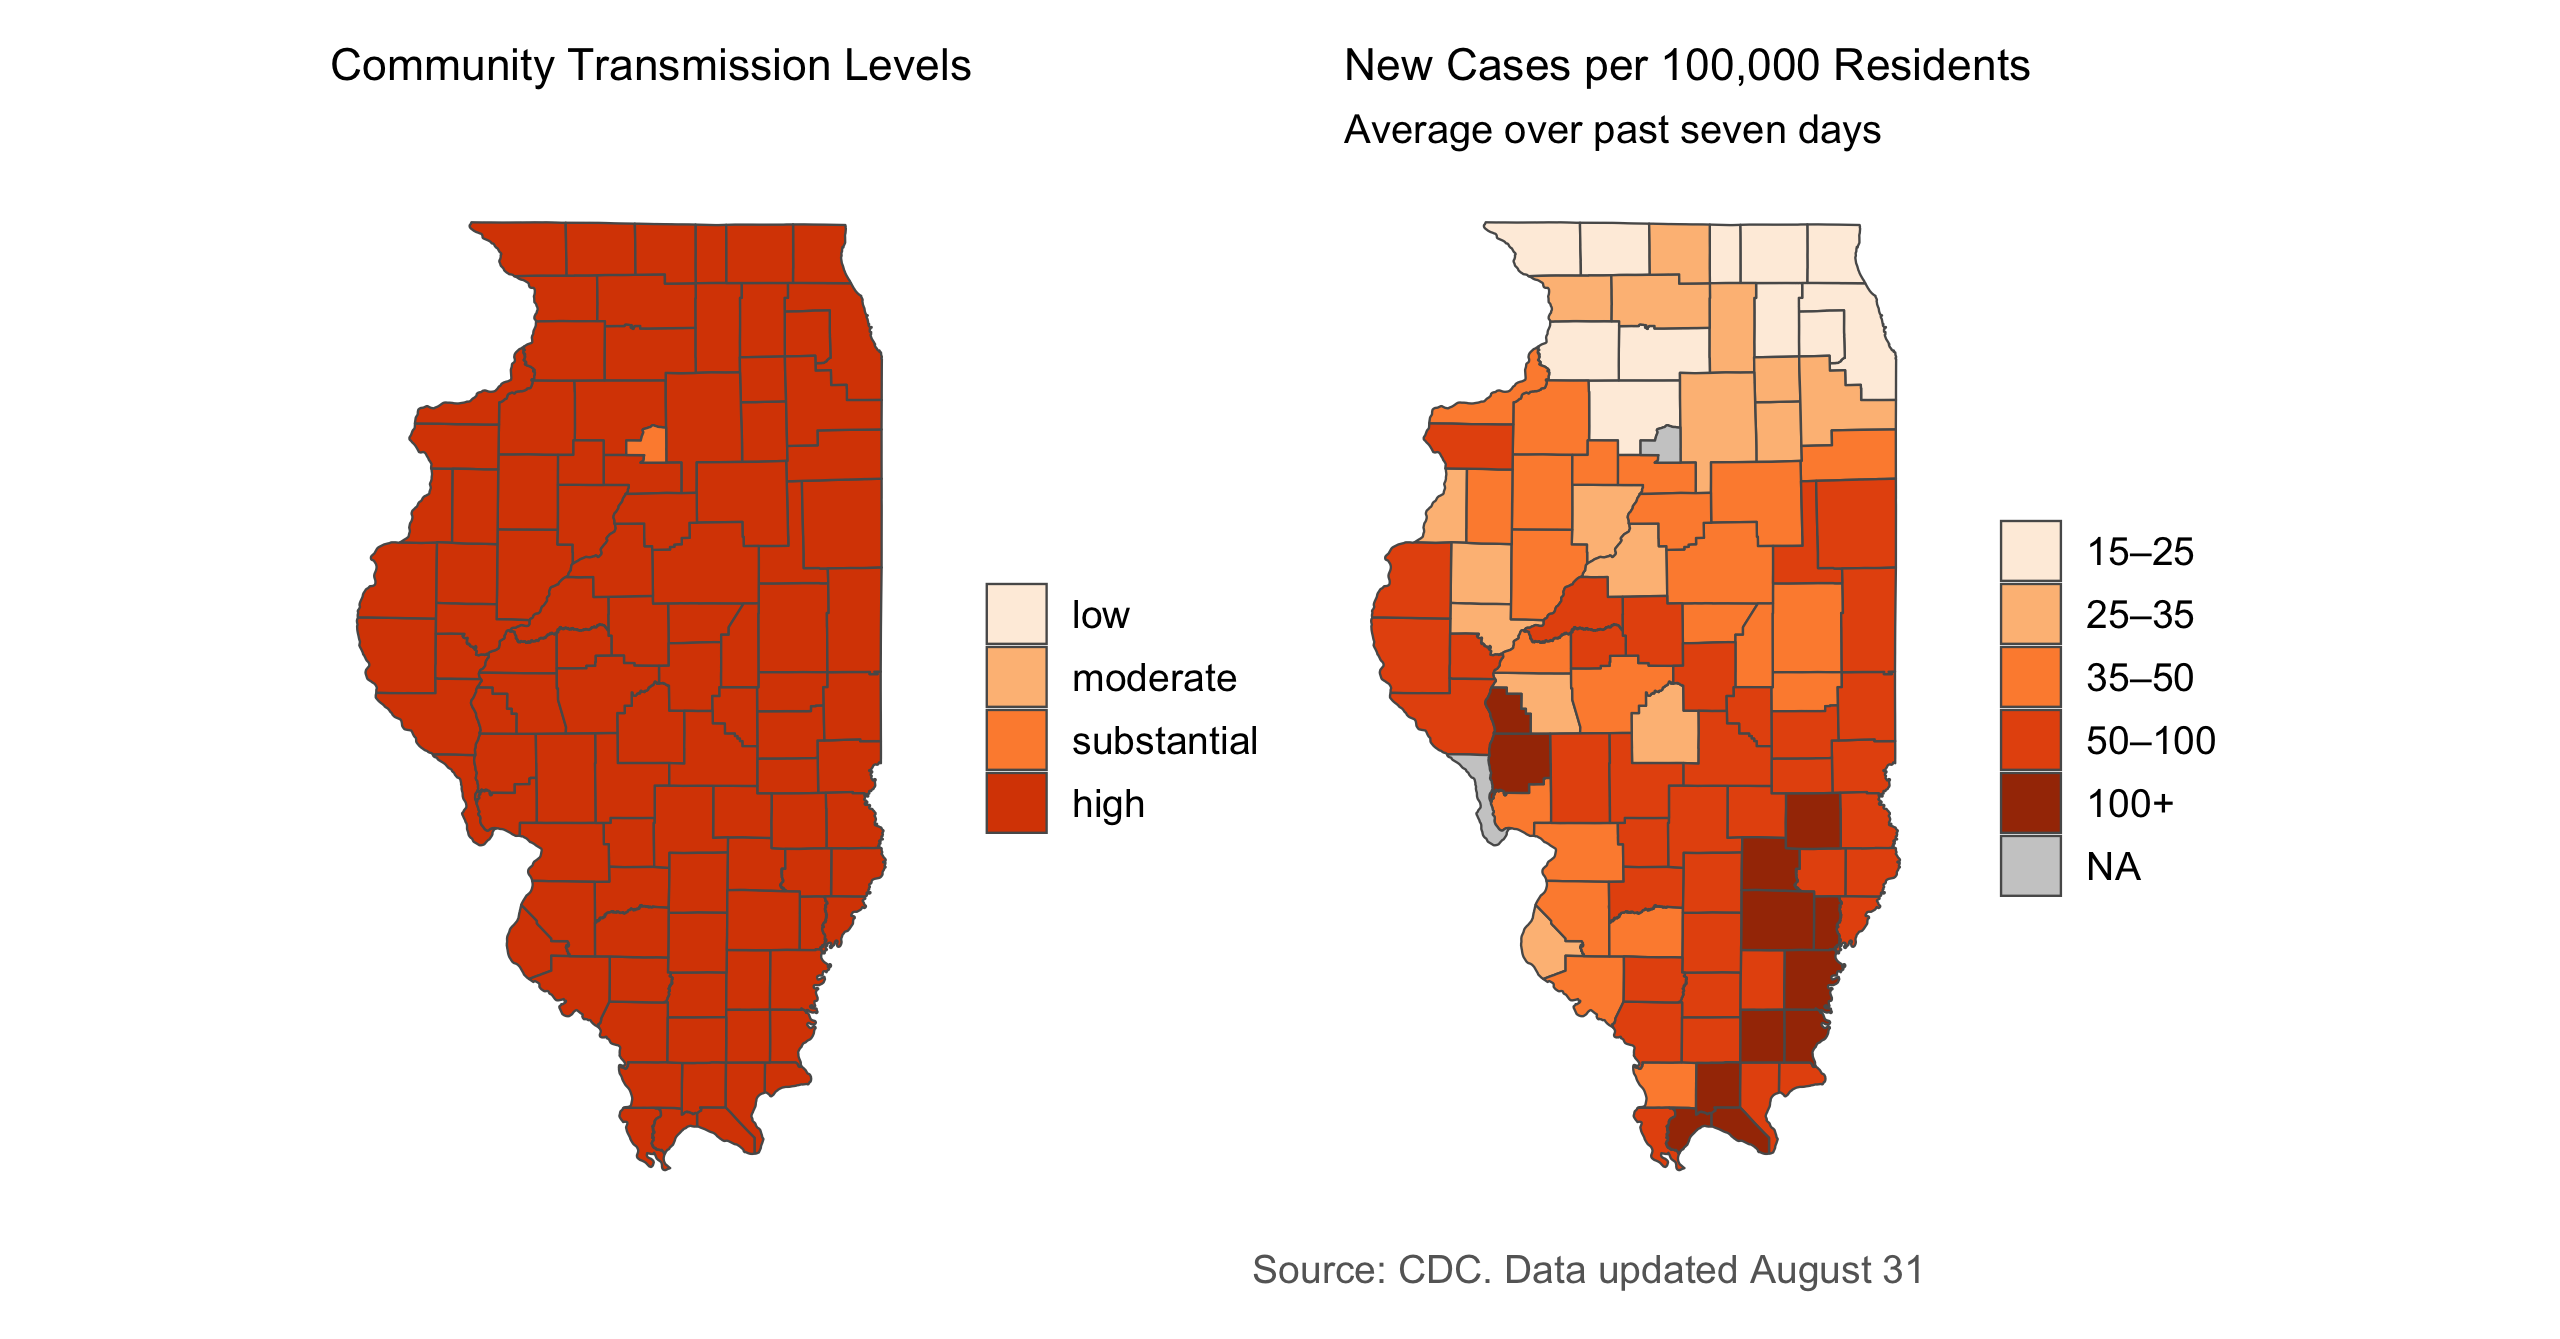 Community Transmission Levels
low
moderate
substantial
high
New Cases per 100,000 Residents
Average over past seven days
15–25
25–35
35–50
50–100
100+
NA
Source: CDC. Data updated August 31